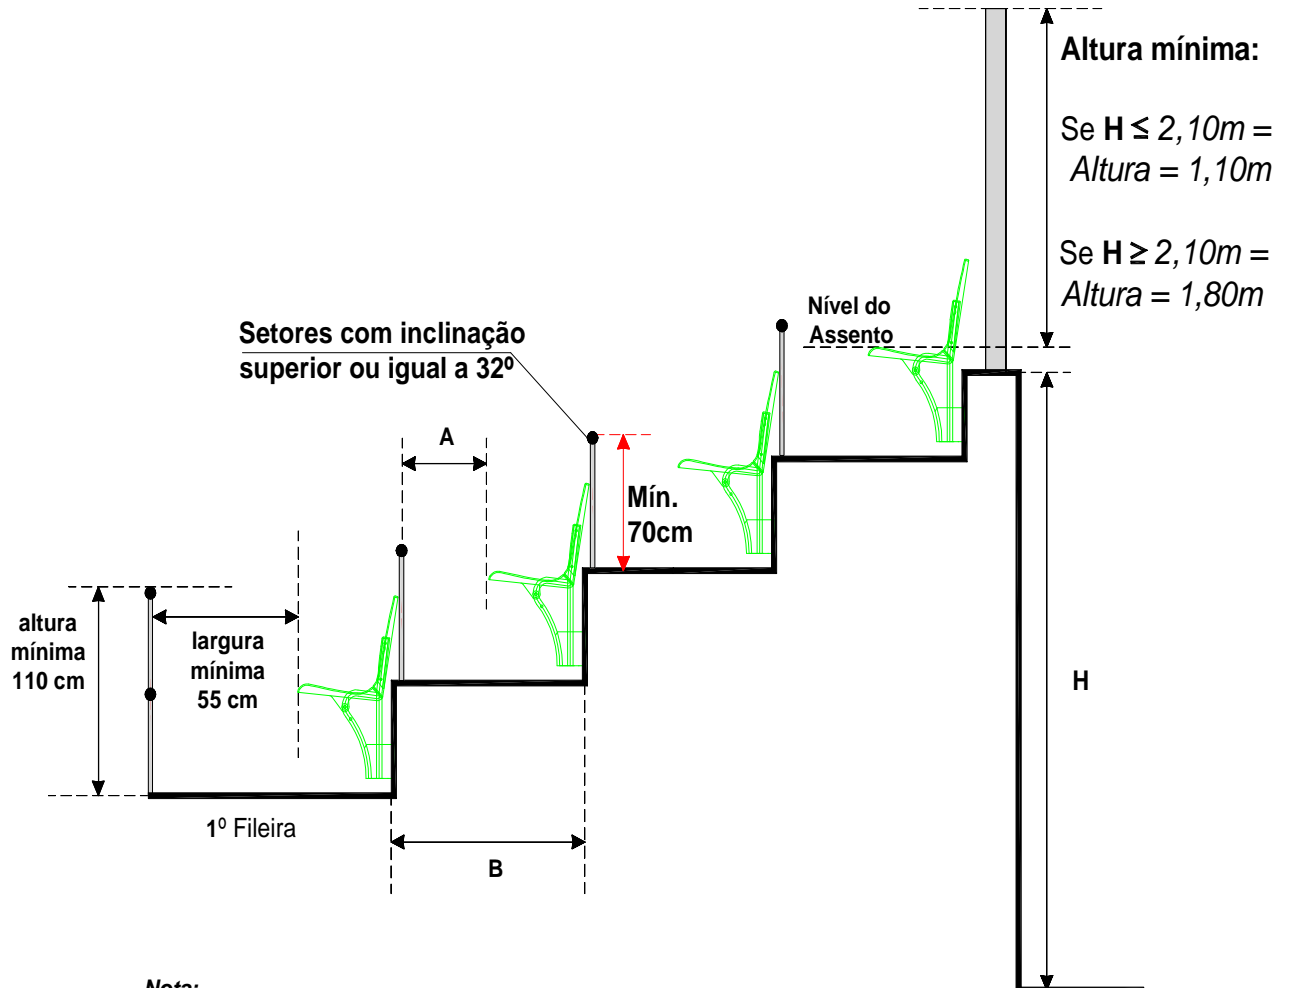 Altura mínima:
Se H ≤ 2,10m =
Altura = 1,10m
Se H ≥ 2,10m =
Altura = 1,80m
Nível do
Assento
Setores com inclinação
superior ou igual a 32º
A
Mín.
70cm
altura
mínima
110 cm
largura
mínima
55 cm
H
1º Fileira
B
Nota: